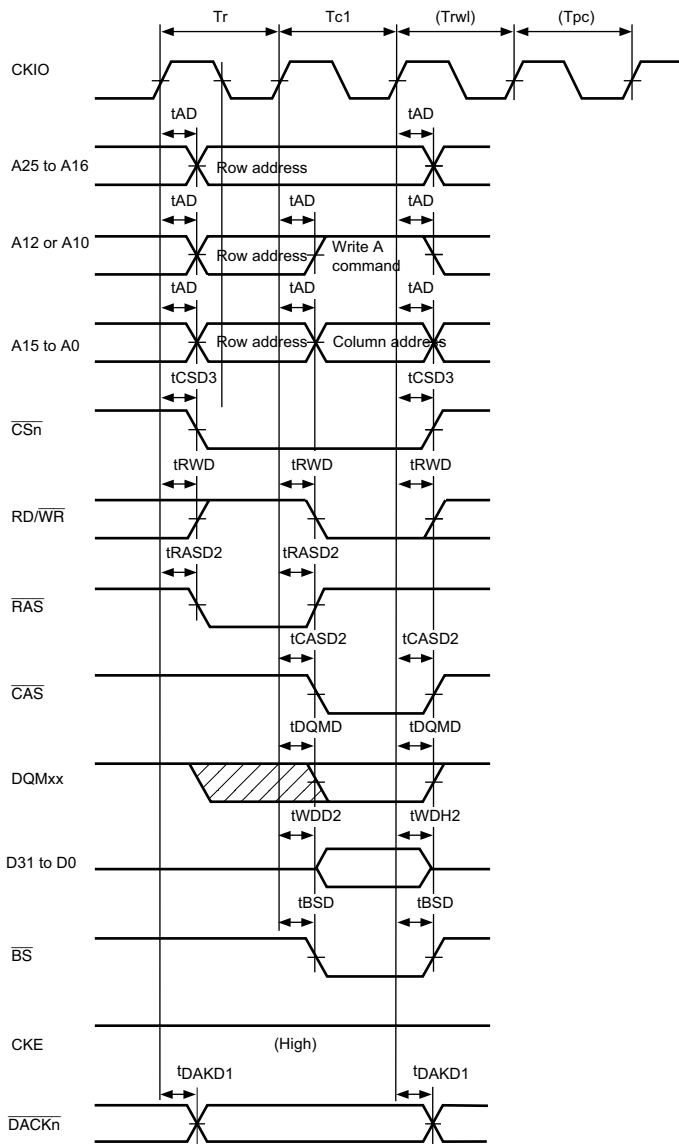 Tr Tc1 (Trwl) (Tpc)
CKIO
tAD tAD
A25 to A16 Row address
tAD tAD tAD
A12 or A10 Row address Write A command
tAD tAD tAD
A15 to A0 Row address Column address
tCSD3 tCSD3
CSn
tRWD tRWD tRWD
RD/WR
tRASD2 tRASD2
RAS
tCASD2 tCASD2
CAS
tDQMD tDQMD
DQMxx
tWDD2 tWDH2
D31 to D0
tBSD tBSD
BS
CKE (High)
tDAKD1 tDAKD1
DACKn